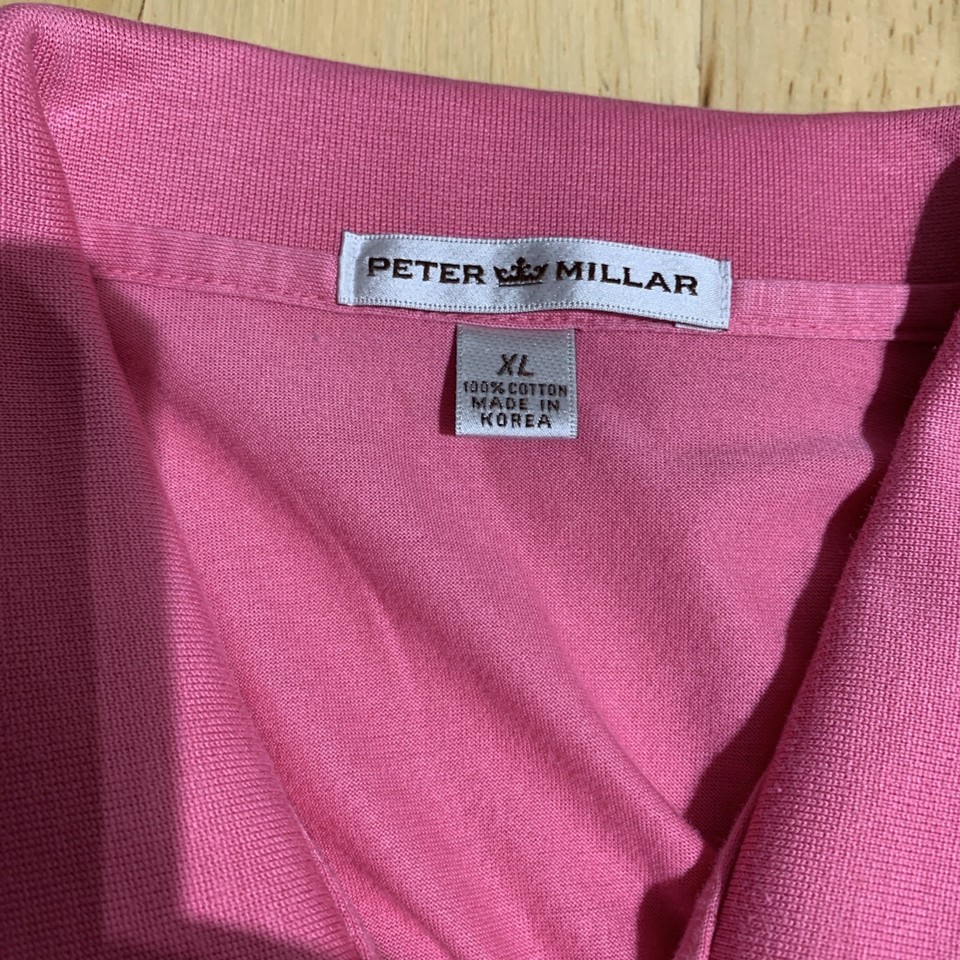 PETER MILLAR
XL
100% COTTON
MADE IN
KOREA